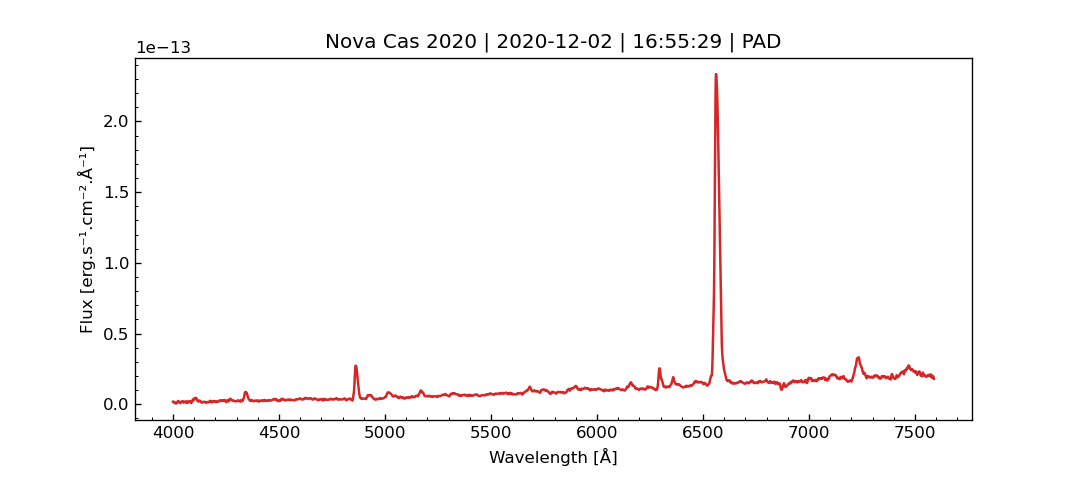 Nova Cas 2020 | 2020-12-02 | 16:55:29 | PAD
1e−13
2.0
1.5
1.0
0.5
0.0
Flux [erg.s⁻¹.cm⁻².Å⁻¹]
4000 4500 5000 5500 6000 6500 7000 7500
Wavelength [Å]